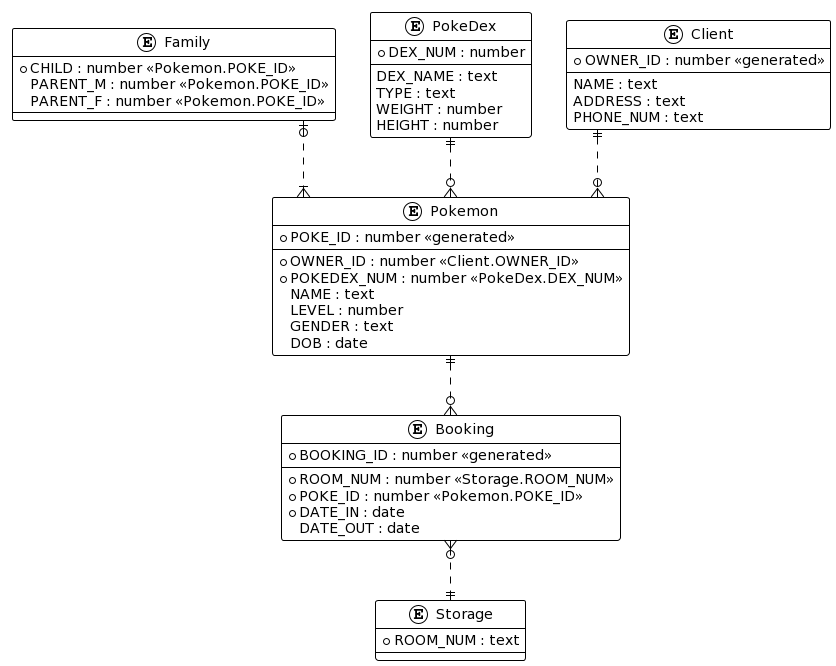 E Family
CHILD : number «Pokemon.POKE_ID»
PARENT_M : number «Pokemon.POKE_ID»
PARENT_F : number «Pokemon.POKE_ID»
E PokeDex
DEX_NUM : number
DEX_NAME : text
TYPE : text
WEIGHT : number
HEIGHT : number
E Client
OWNER_ID : number «generated»
NAME : text
ADDRESS : text
PHONE_NUM : text
E Pokemon
POKE_ID : number «generated»
OWNER_ID : number «Client.OWNER_ID»
POKEDEX_NUM : number «PokeDex.DEX_NUM»
NAME : text
LEVEL : number
GENDER : text
DOB : date
E Booking
BOOKING_ID : number «generated»
ROOM_NUM : number «Storage.ROOM_NUM»
POKE_ID : number «Pokemon.POKE_ID»
DATE_IN : date
DATE_OUT : date
E Storage
ROOM_NUM : text